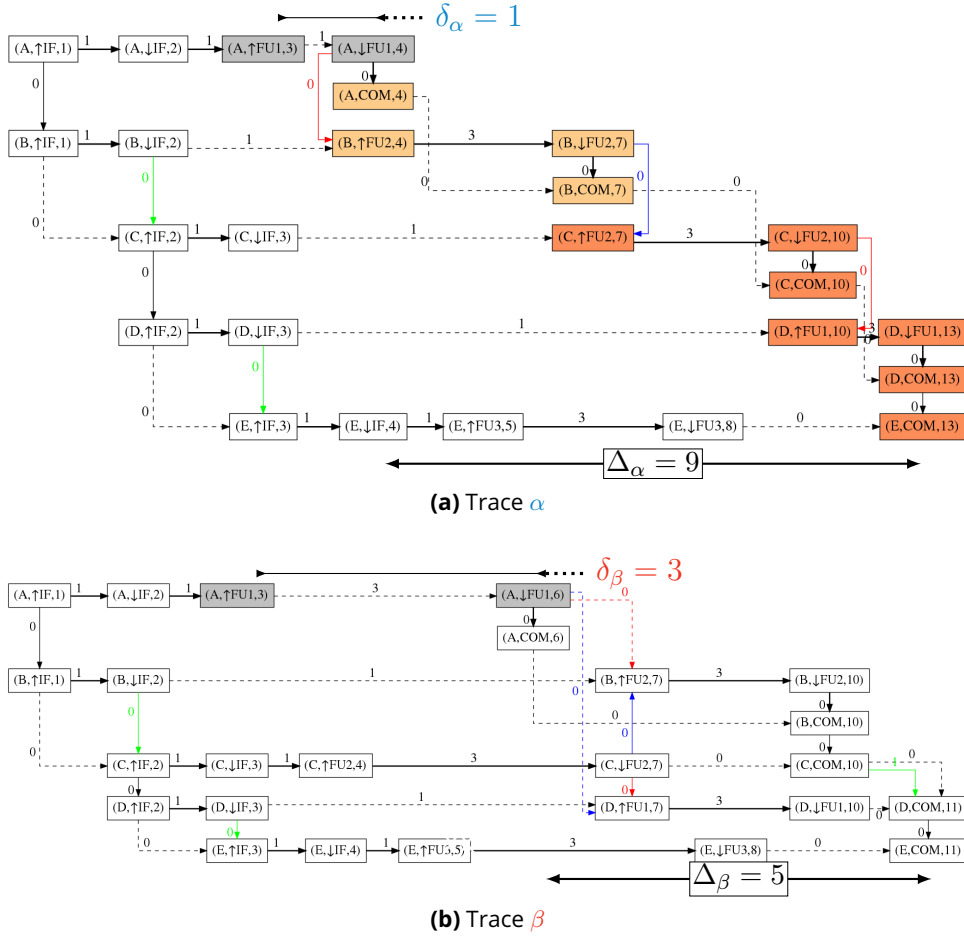 δα = 1
(A,↑IF,1) 1 (A,↓IF,2) 1 (A,↑FU1,3) 1 (A,↓FU1,4)
0 0 0
(A,COM,4)
(B,↑IF,1) 1 (B,↓IF,2) 1 (B,↑FU2,4) 3 (B,↓FU2,7)
0 0 0 0 0 0
(B,COM,7)
(C,↑IF,2) 1 (C,↓IF,3) 1 (C,↑FU2,7) 3 (C,↓FU2,10)
0 0 0
(C,COM,10)
(D,↑IF,2) 1 (D,↓IF,3) 1 (D,↑FU1,10) 3 (D,↓FU1,13)
0 0 0 0
(D,COM,13)
0
(E,↑IF,3) 1 (E,↓IF,4) 1 (E,↑FU3,5) 3 (E,↓FU3,8) 0 (E,COM,13)
Δα = 9
(a) Trace α
δβ = 3
(A,↑IF,1) 1 (A,↓IF,2) 1 (A,↑FU1,3) 3 (A,↓FU1,6) 0
0 0
(A,COM,6)
(B,↑IF,1) 1 (B,↓IF,2) 1 (B,↑FU2,7) 3 (B,↓FU2,10)
0 0 0 0
0 (B,COM,10)
0 0 0
(C,↑IF,2) 1 (C,↓IF,3) 1 (C,↑FU2,4) 3 (C,↓FU2,7) 0 (C,COM,10) 1 0
0 0
(D,↑IF,2) 1 (D,↓IF,3) 1 (D,↑FU1,7) 3 (D,↓FU1,10) 0 (D,COM,11)
0 0 0
(E,↑IF,3) 1 (E,↓IF,4) 1 (E,↑FU3,5) 3 (E,↓FU3,8) 0 (E,COM,11)
Δβ = 5
(b) Trace β